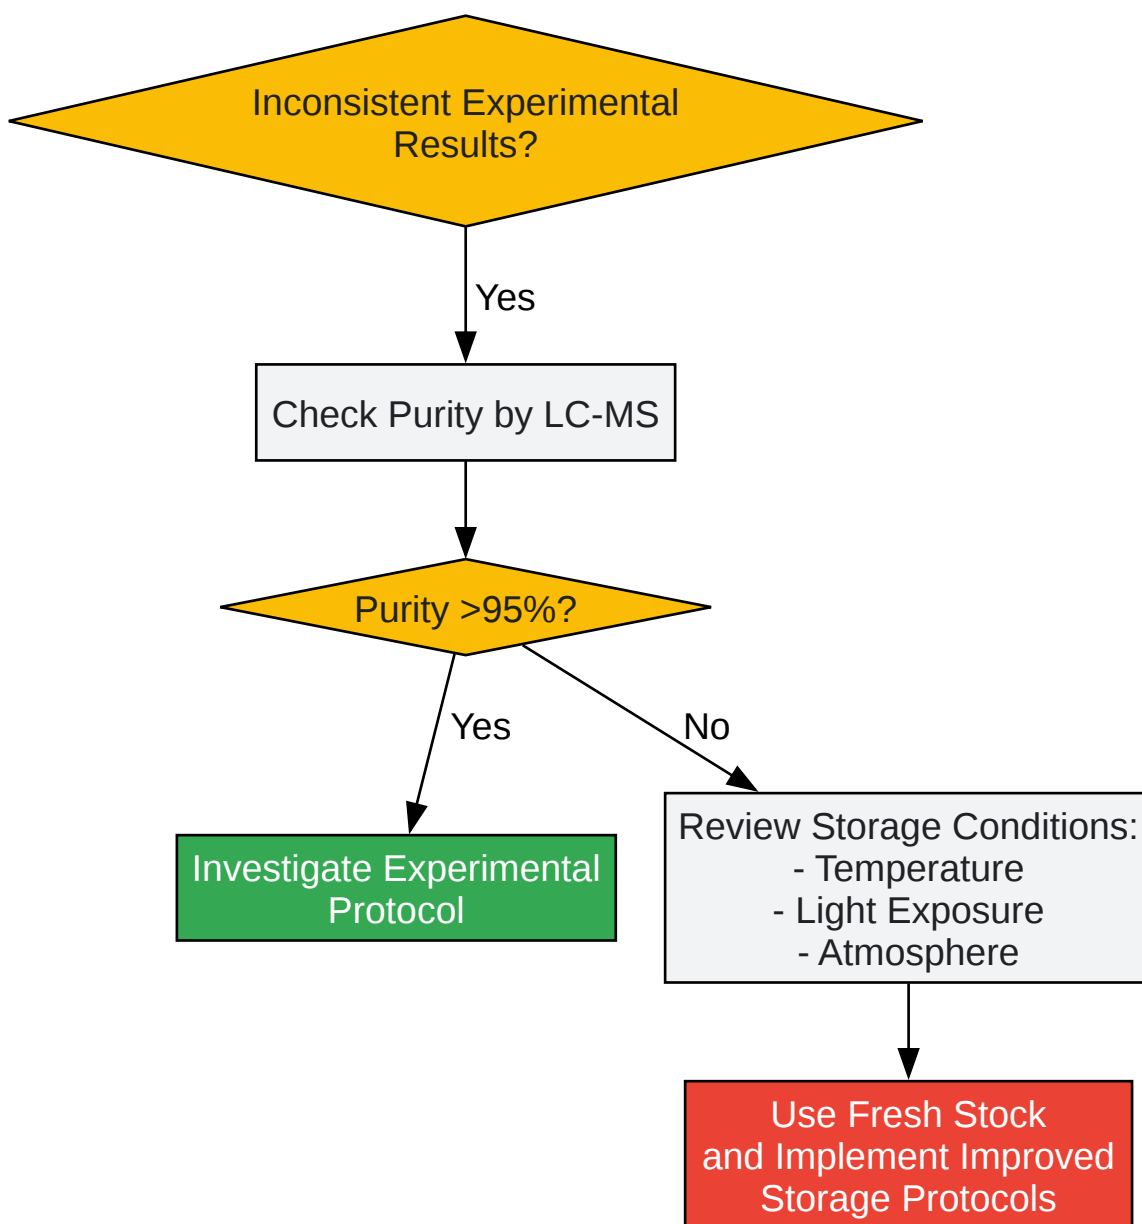 Inconsistent Experimental
Results?
Yes
Check Purity by LC-MS
Purity >95%?
Yes
No
Investigate Experimental
Protocol
Review Storage Conditions:
- Temperature
- Light Exposure
- Atmosphere
Use Fresh Stock
and Implement Improved
Storage Protocols